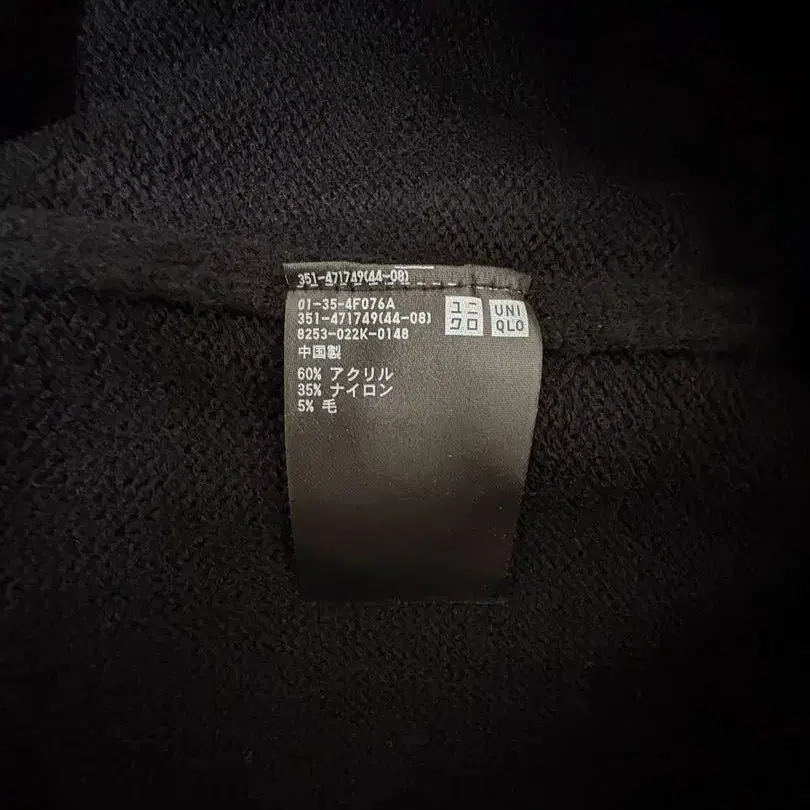 351-471749(44-08)
01-35-4F076A
351-471749(44-08)
8253-022K-0148
中国製
60% アクリル
35% ナイロン
5% 毛
ユニ
クロ
UNI
QLO